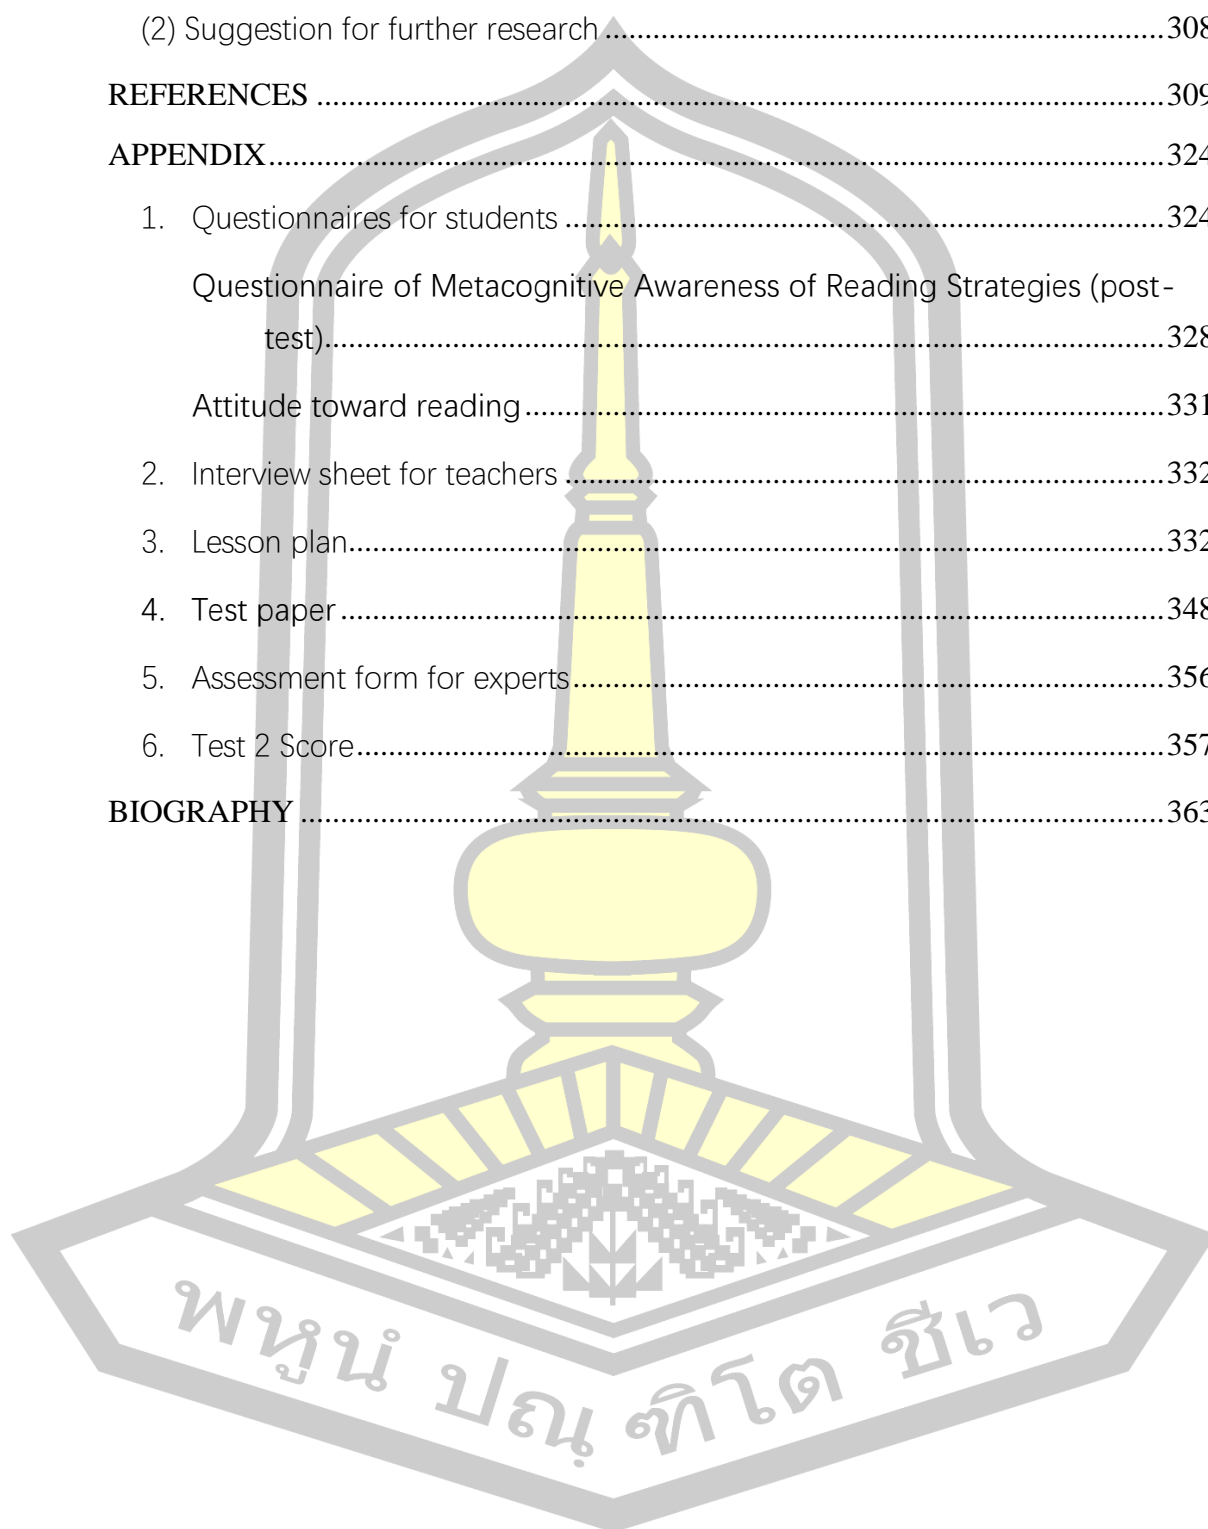 (2) Suggestion for further research ........................................................................308
REFERENCES ........................................................................309
APPENDIX ........................................................................324
1. Questionnaires for students ........................................................................324
Questionnaire of Metacognitive Awareness of Reading Strategies (post-
test) ........................................................................328
Attitude toward reading ........................................................................331
2. Interview sheet for teachers ........................................................................332
3. Lesson plan ........................................................................332
4. Test paper ........................................................................348
5. Assessment form for experts ........................................................................356
6. Test 2 Score ........................................................................357
BIOGRAPHY ........................................................................363
พหูนํ ปณฺฑิโต ชีเว